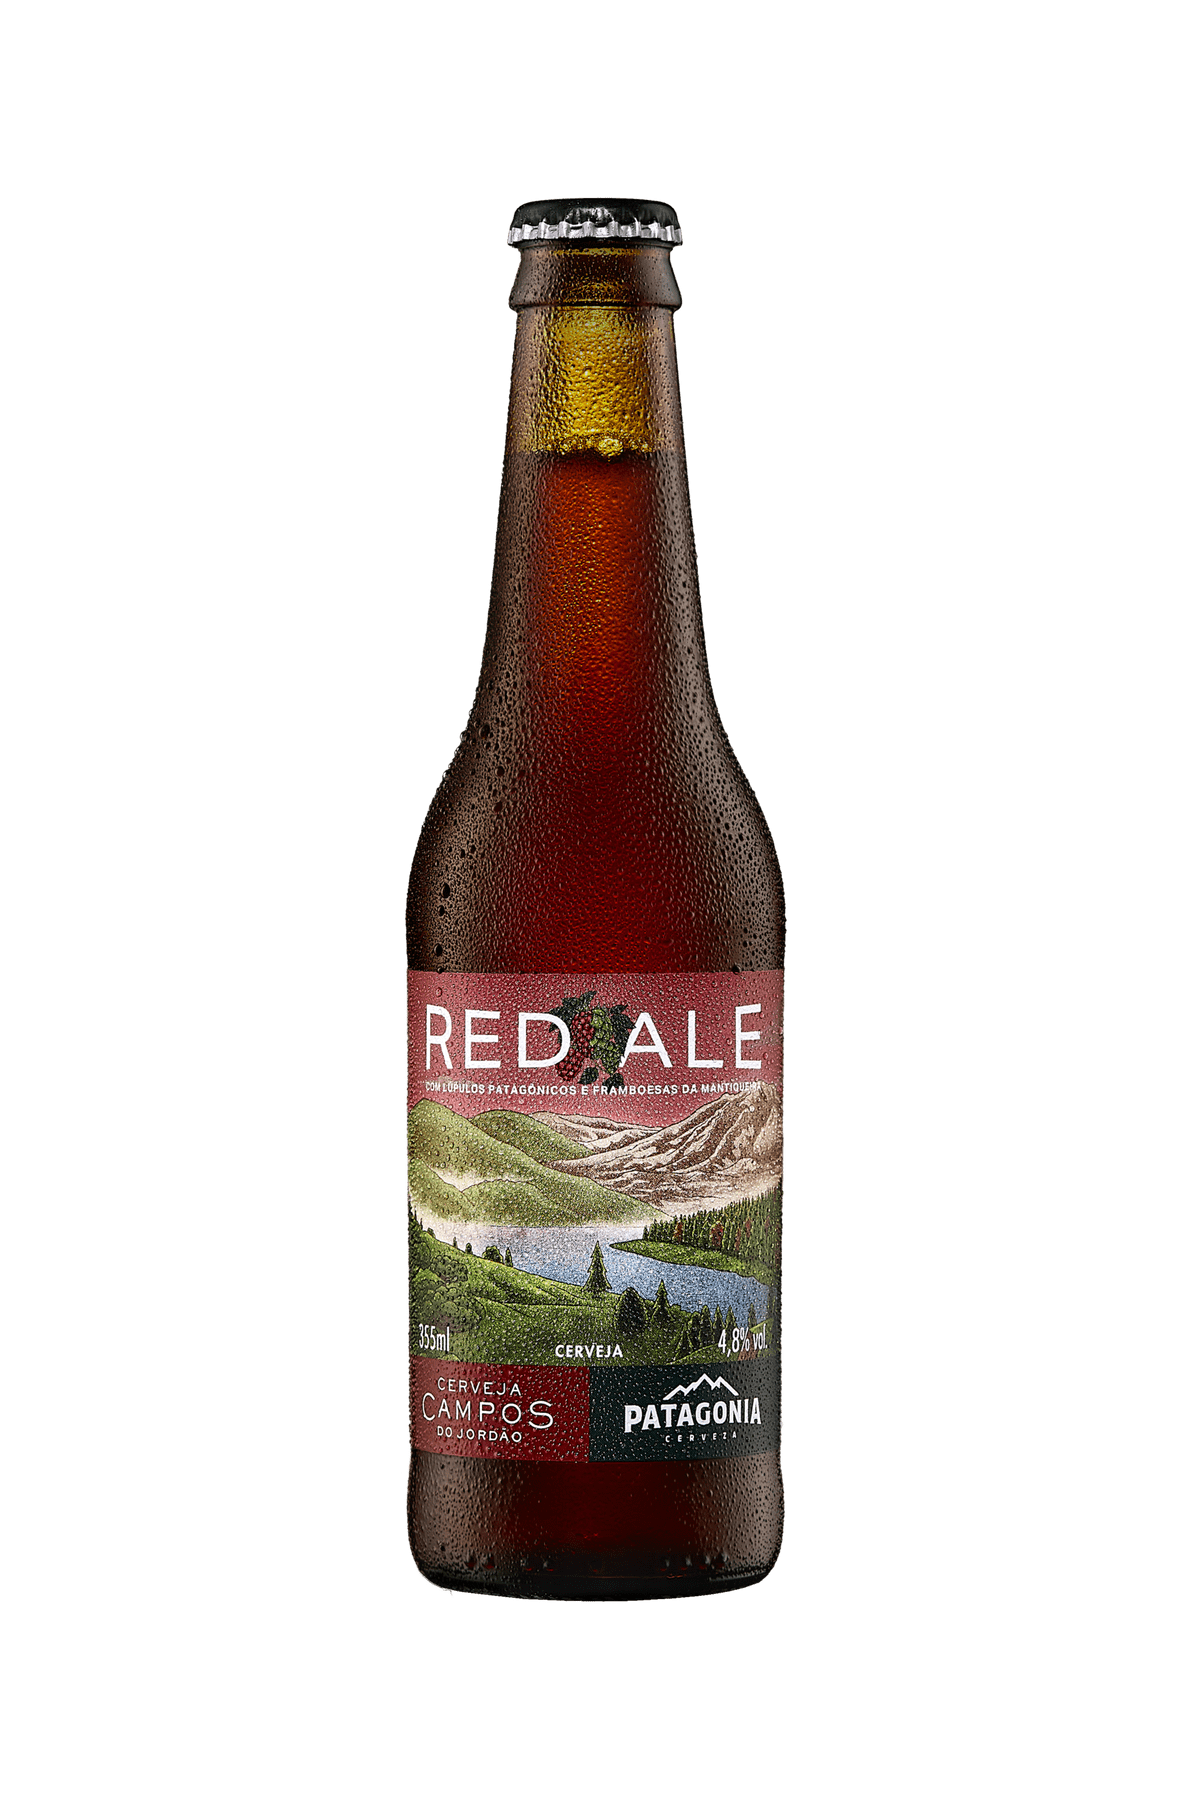 RED ALE
COM LÚPULOS PATAGÔNICOS E FRAMBOESAS DA MANTIQUEIRA
355ml
CERVEJA
4,8% vol.
CERVEJA
CAMPOS
DO JORDÃO
PATAGONIA
CERVEZA